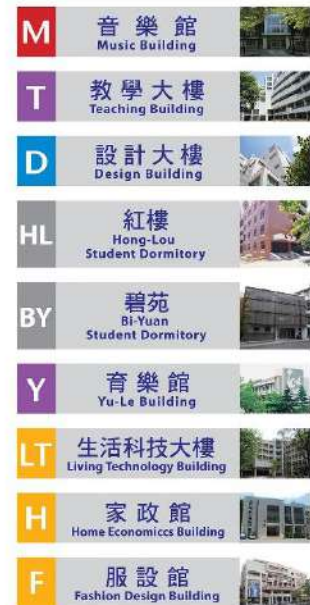 M
音樂館
Music Building
T
教學大樓
Teaching Building
D
設計大樓
Design Building
HL
紅樓
Hong-Lou
Student Dormitory
BY
碧苑
Bi-Yuan
Student Dormitory
Y
育樂館
Yu-Le Building
LT
生活科技大樓
Living Technology Building
H
家政館
Home Economiccs Building
F
服設館
Fashion Design Building